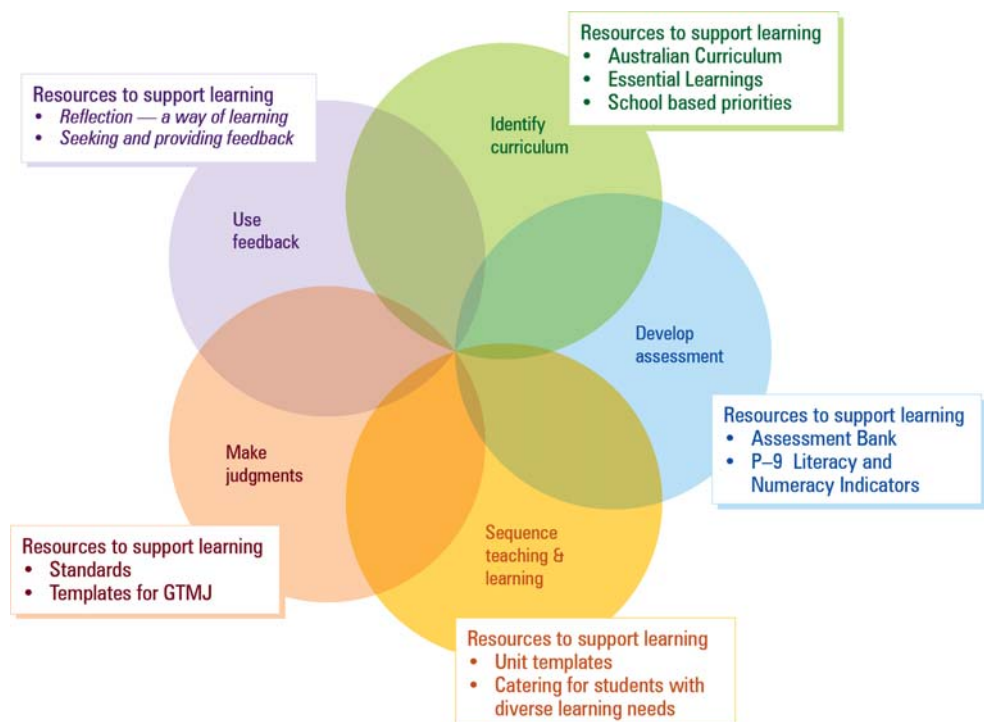 Resources to support learning
• Australian Curriculum
• Essential Learnings
• School based priorities
Identify
curriculum
Resources to support learning
• Reflection — a way of learning
• Seeking and providing feedback
Use
feedback
Develop
assessment
Resources to support learning
• Assessment Bank
• P–9 Literacy and
Numeracy Indicators
Make
judgments
Resources to support learning
• Standards
• Templates for GTMJ
Sequence
teaching &
learning
Resources to support learning
• Unit templates
• Catering for students with
diverse learning needs